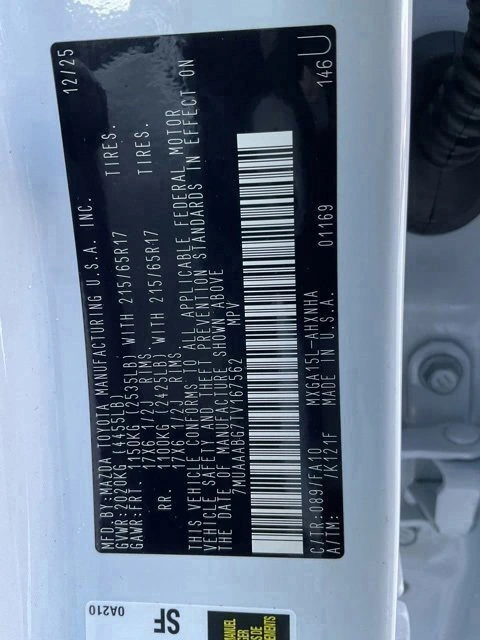 MFD.BY:MAZDA TOYOTA MANUFACTURING U.S.A. INC. 12/25
GVWR:2020KG (4455LB)
GAWR:FRT. 1150KG (2535LB) WITH 215/65R17 TIRES.
17X6 1/2J RIMS
RR. 1100KG (2425LB) WITH 215/65R17 TIRES.
17X6 1/2J RIMS
THIS VEHICLE CONFORMS TO ALL APPLICABLE FEDERAL MOTOR
VEHICLE SAFETY AND THEFT PREVENTION STANDARDS IN EFFECT ON
THE DATE OF MANUFACTURE SHOWN ABOVE
7MUAAABG7TV167562 MPV
C/TR:089/FA10 MXGA15L-AHXNHA 01169 146U
A/TM: /K121F MADE IN U.S.A.
0A210
SF